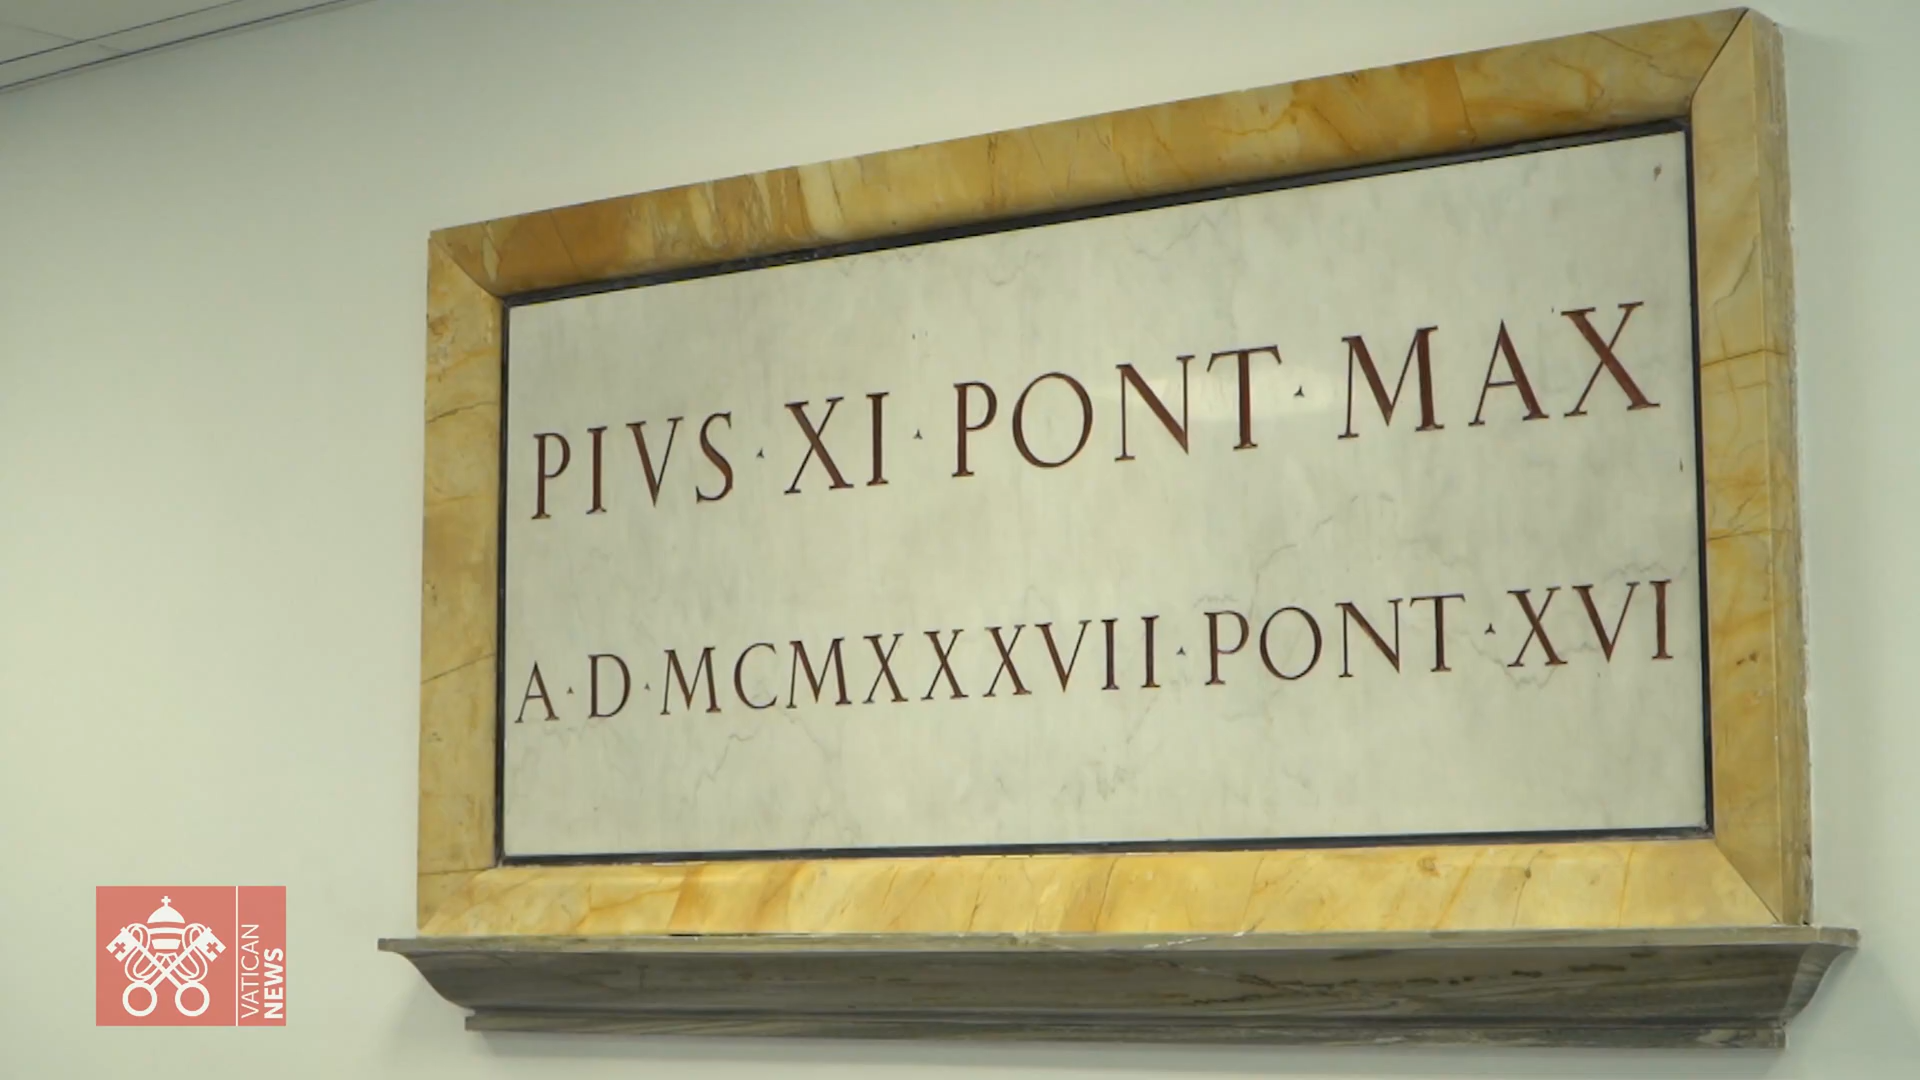 PIVS · XI · PONT · MAX
A · D · MCMXXXVII · PONT · XVI
VATICAN
NEWS